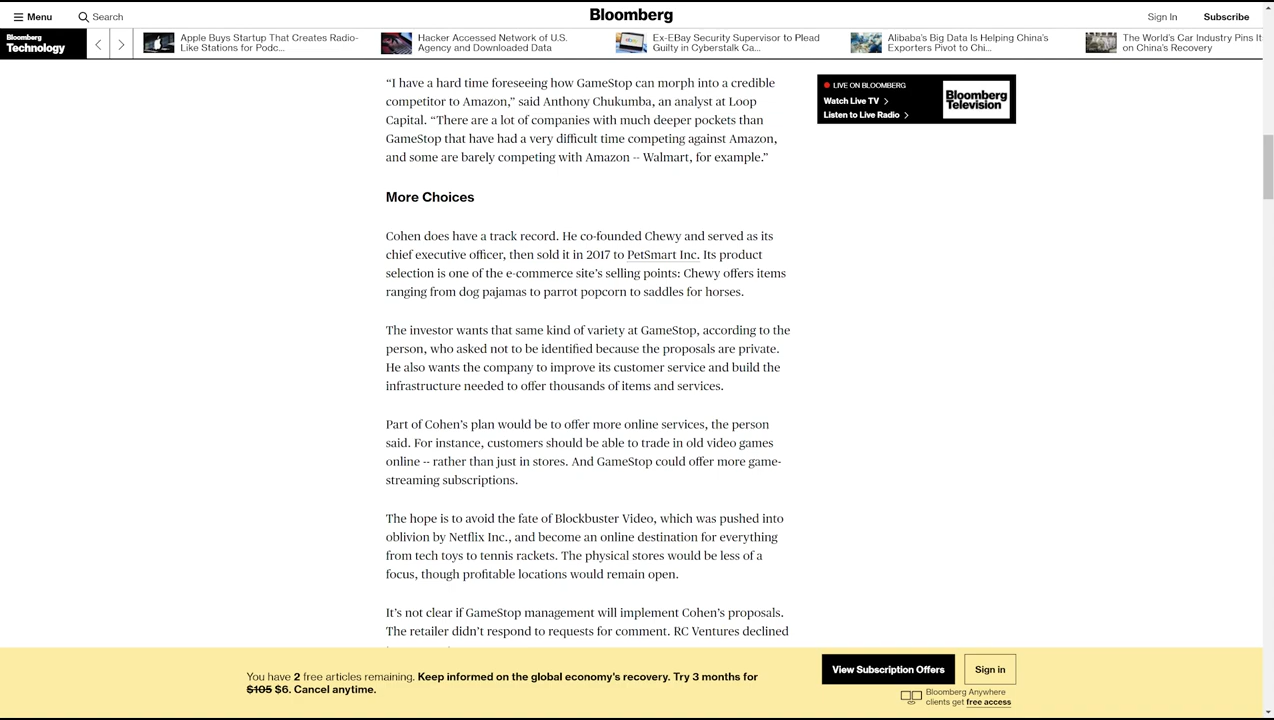 Menu
Search
Bloomberg
Sign In
Subscribe
Bloomberg
Technology
Apple Buys Startup That Creates Radio-
Like Stations for Podc...
Hacker Accessed Network of U.S.
Agency and Downloaded Data
Ex-EBay Security Supervisor to Plead
Guilty in Cyberstalk Ca...
Alibaba's Big Data Is Helping China's
Exporters Pivot to Chi...
The World's Car Industry Pins It
on China's Recovery
“I have a hard time foreseeing how GameStop can morph into a credible
competitor to Amazon,” said Anthony Chukumba, an analyst at Loop
Capital. “There are a lot of companies with much deeper pockets than
GameStop that have had a very difficult time competing against Amazon,
and some are barely competing with Amazon -- Walmart, for example.”
LIVE ON BLOOMBERG
Watch Live TV
Listen to Live Radio
Bloomberg
Television
More Choices
Cohen does have a track record. He co-founded Chewy and served as its
chief executive officer, then sold it in 2017 to PetSmart Inc. Its product
selection is one of the e-commerce site’s selling points: Chewy offers items
ranging from dog pajamas to parrot popcorn to saddles for horses.
The investor wants that same kind of variety at GameStop, according to the
person, who asked not to be identified because the proposals are private.
He also wants the company to improve its customer service and build the
infrastructure needed to offer thousands of items and services.
Part of Cohen’s plan would be to offer more online services, the person
said. For instance, customers should be able to trade in old video games
online -- rather than just in stores. And GameStop could offer more game-
streaming subscriptions.
The hope is to avoid the fate of Blockbuster Video, which was pushed into
oblivion by Netflix Inc., and become an online destination for everything
from tech toys to tennis rackets. The physical stores would be less of a
focus, though profitable locations would remain open.
It’s not clear if GameStop management will implement Cohen’s proposals.
The retailer didn’t respond to requests for comment. RC Ventures declined
You have 2 free articles remaining. Keep informed on the global economy's recovery. Try 3 months for
$105 $6. Cancel anytime.
View Subscription Offers
Sign in
Bloomberg Anywhere
clients get free access